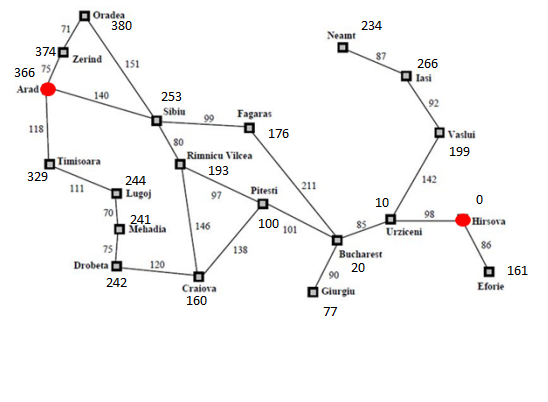 Oradea
380
71
Neamt
234
87
374
Zerind
151
75
366
Arad
140
266
Iasi
92
253
Sibiu
99
Fagaras
176
118
80
Vaslui
199
Timisoara
329
Rimnicu Vilcea
193
211
142
111
244
Lugoj
97
Pitesti
100
10
0
70
241
Mehadia
146
101
85
Urziceni
98
Hirsova
75
138
Bucharest
20
86
Drobeta
242
120
Craiova
160
90
Giurgiu
77
161
Eforie